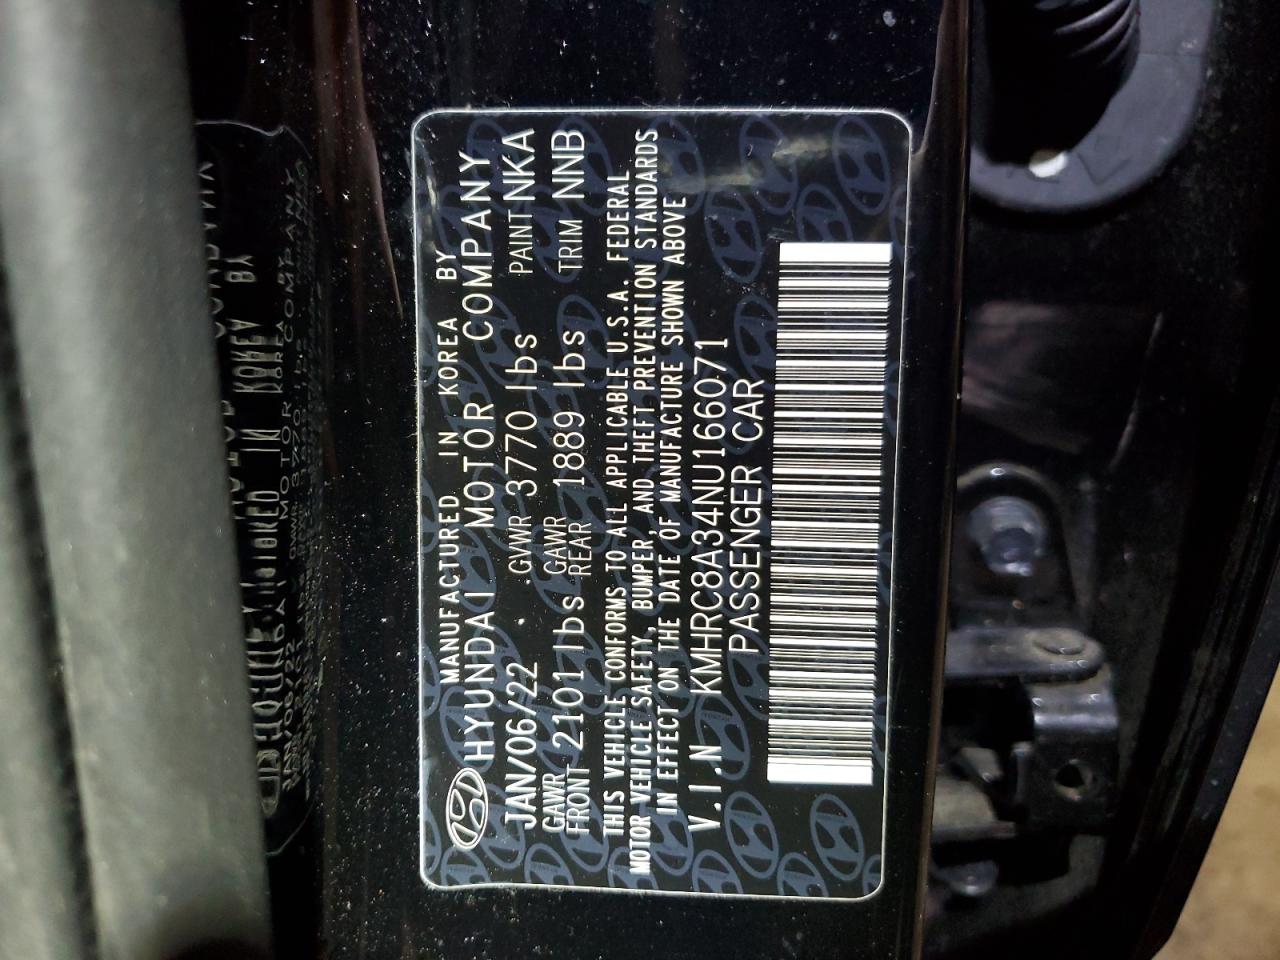 MANUFACTURED IN KOREA BY
HYUNDAI MOTOR COMPANY
JAN/06/22 GVWR 3770 lbs PAINT NKA
GAWR FRONT 2101 lbs GAWR REAR 1889 lbs TRIM NNB
THIS VEHICLE CONFORMS TO ALL APPLICABLE U.S.A. FEDERAL
MOTOR VEHICLE SAFETY, BUMPER, AND THEFT PREVENTION STANDARDS
IN EFFECT ON THE DATE OF MANUFACTURE SHOWN ABOVE
V.I.N KMHRC8A34NU166071
PASSENGER CAR